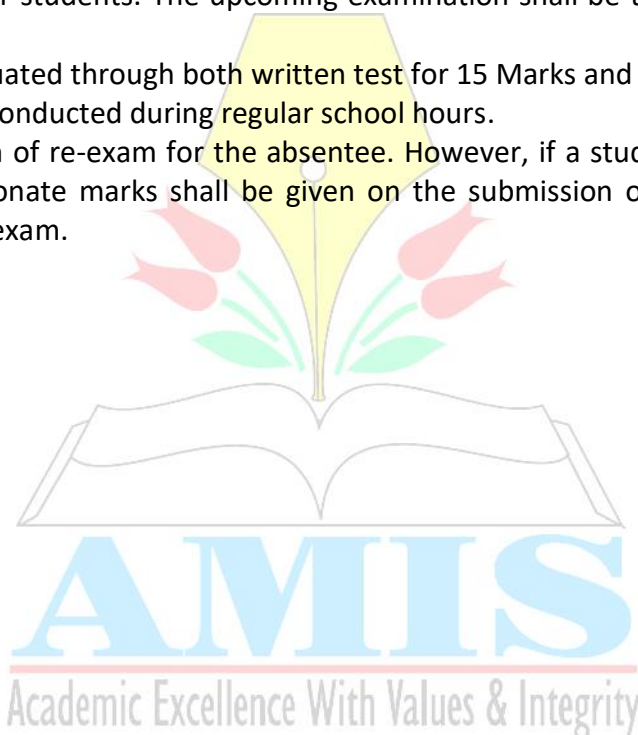 students. The upcoming examination shall be
uated through both written test for 15 Marks and
onducted during regular school hours.
of re-exam for the absentee. However, if a stud
onate marks shall be given on the submission o
exam.
AMIS
Academic Excellence With Values & Integrity